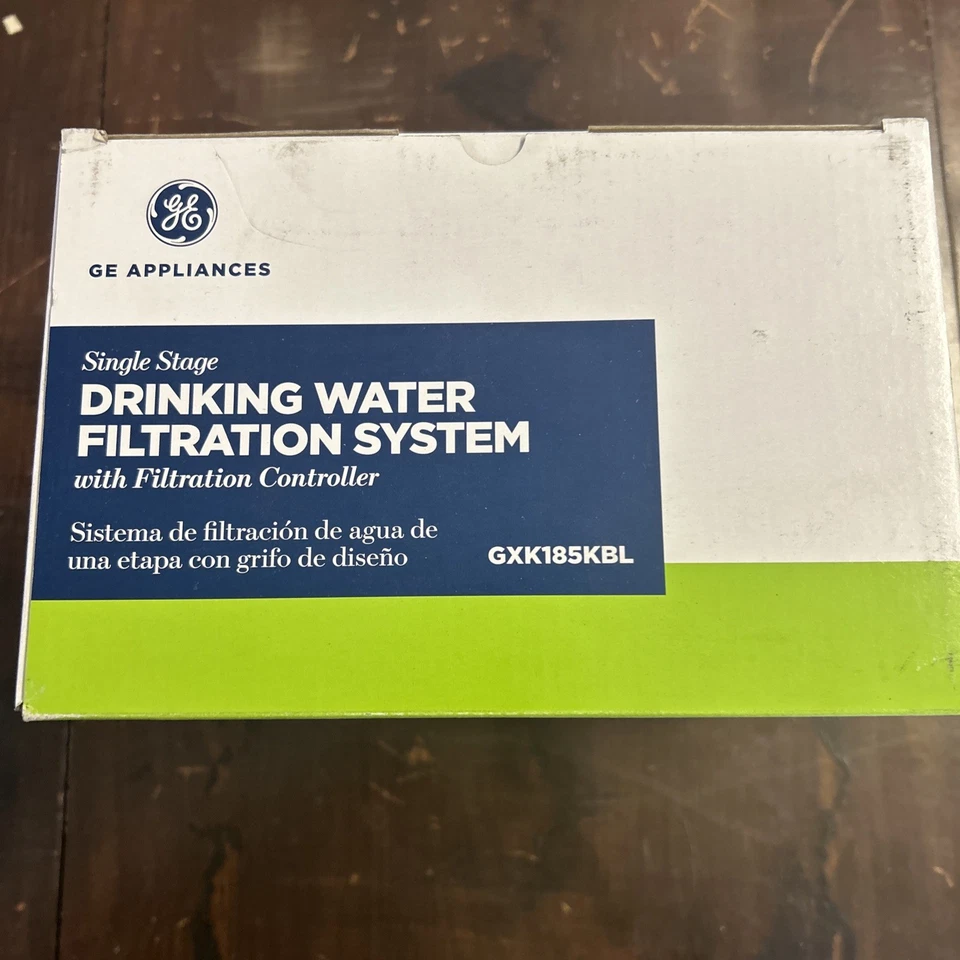 GE
GE APPLIANCES
Single Stage
DRINKING WATER
FILTRATION SYSTEM
with Filtration Controller
Sistema de filtración de agua de
una etapa con grifo de diseño
GXK185KBL